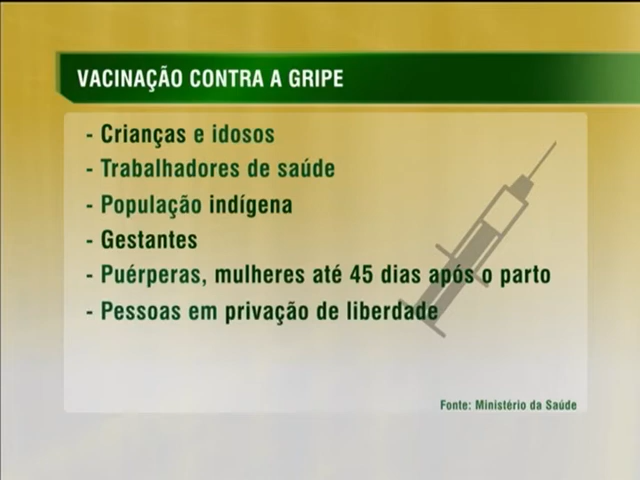 VACINAÇÃO CONTRA A GRIPE
- Crianças e idosos
- Trabalhadores de saúde
- População indígena
- Gestantes
- Puérperas, mulheres até 45 dias após o parto
- Pessoas em privação de liberdade
Fonte: Ministério da Saúde